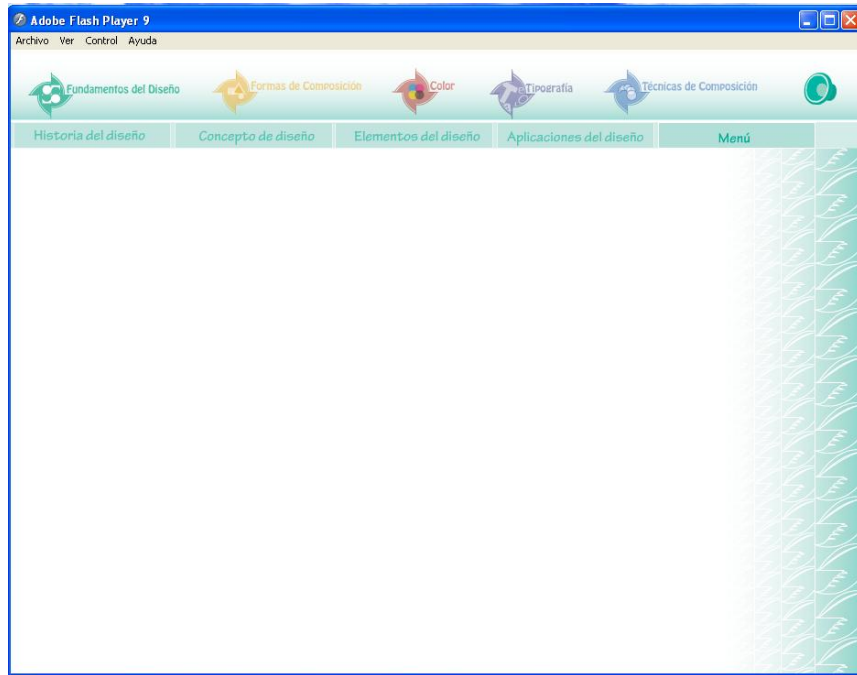 Adobe Flash Player 9
Archivo Ver Control Ayuda
Fundamentos del Diseño Formas de Composición Color Tipografía Técnicas de Composición
Historia del diseño Concepto de diseño Elementos del diseño Aplicaciones del diseño Menú